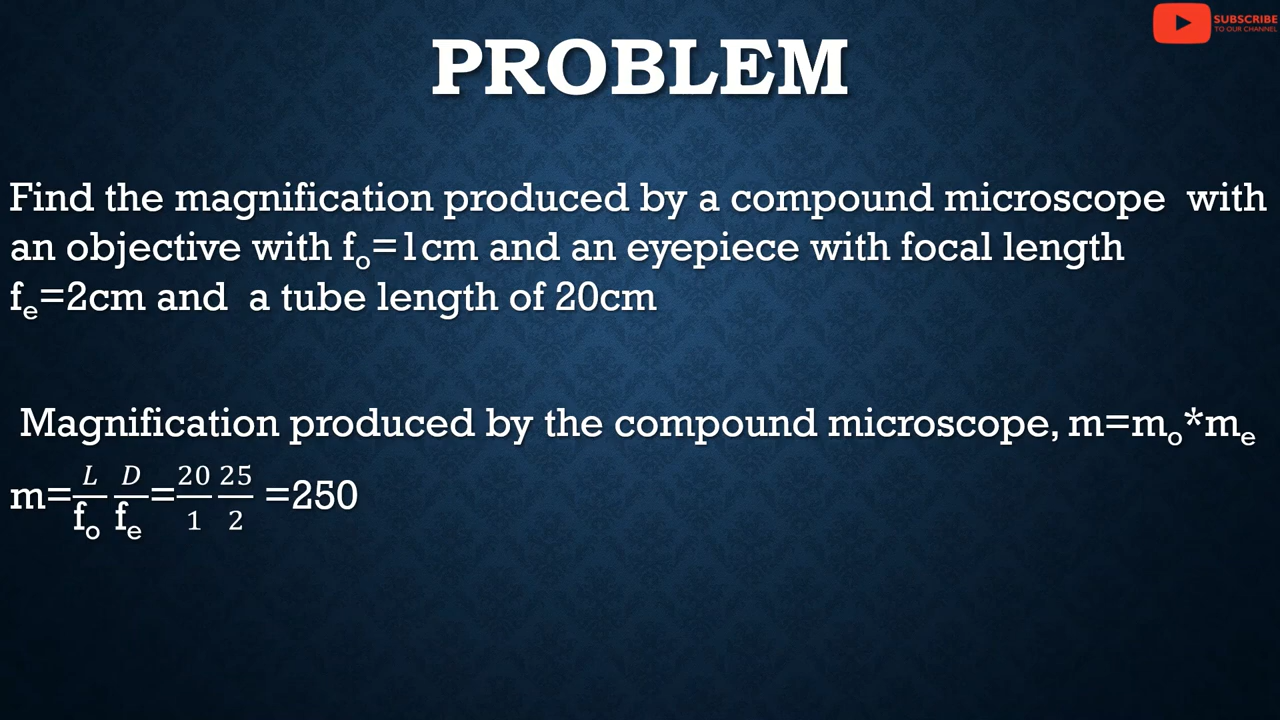 SUBSCRIBE
TO OUR CHANNEL
PROBLEM
Find the magnification produced by a compound microscope with
an objective with fₒ=1cm and an eyepiece with focal length
fₑ=2cm and a tube length of 20cm
Magnification produced by the compound microscope, m=mₒ*mₑ
m=L/fₒ D/fₑ=20/1 25/2 =250